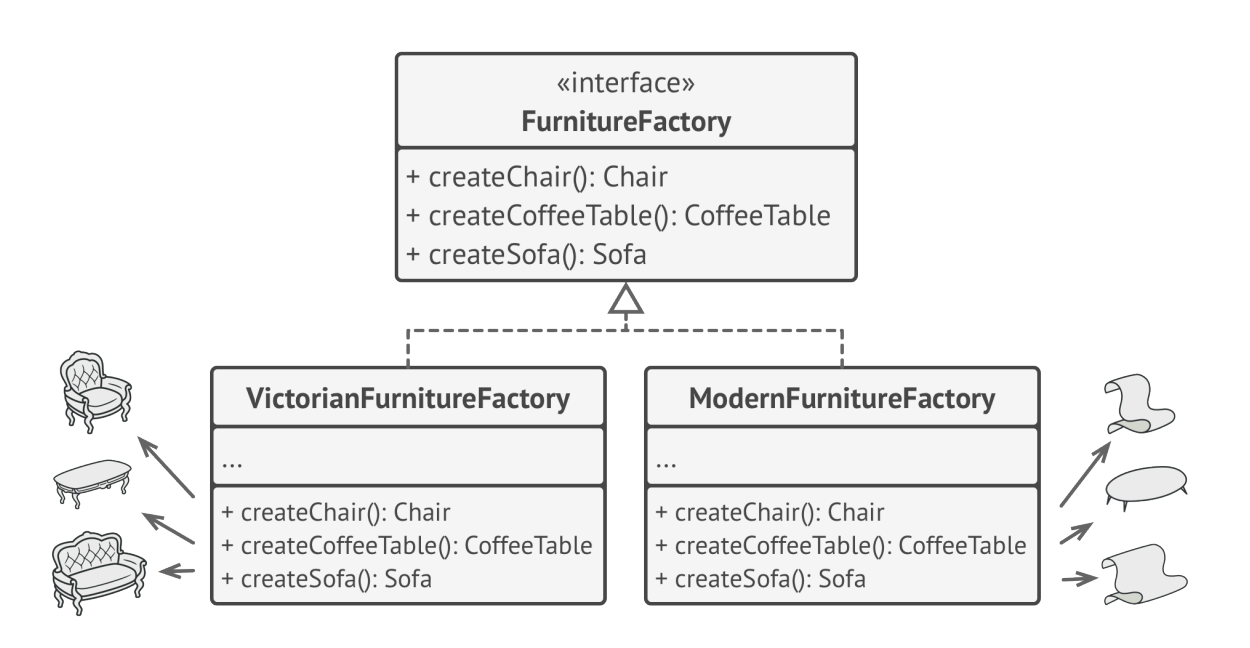 «interface»
FurnitureFactory
+ createChair(): Chair
+ createCoffeeTable(): CoffeeTable
+ createSofa(): Sofa
VictorianFurnitureFactory
...
+ createChair(): Chair
+ createCoffeeTable(): CoffeeTable
+ createSofa(): Sofa
ModernFurnitureFactory
...
+ createChair(): Chair
+ createCoffeeTable(): CoffeeTable
+ createSofa(): Sofa